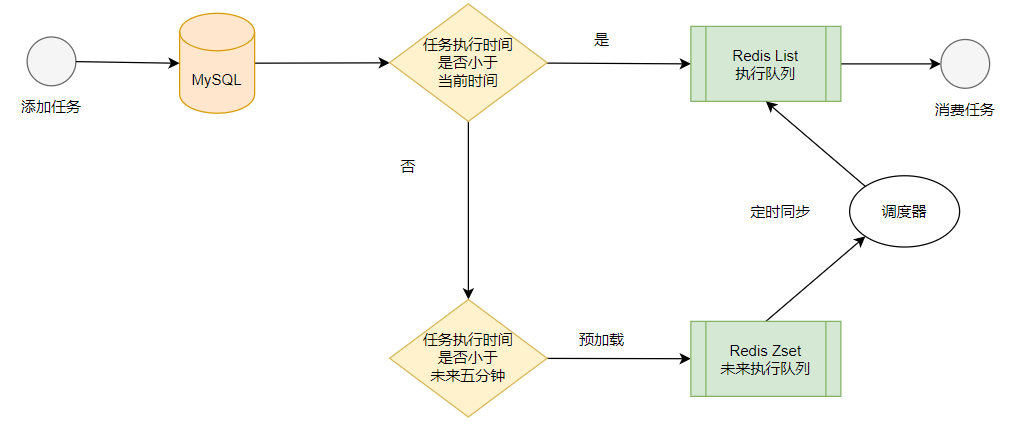 添加任务
MySQL
任务执行时间
是否小于
当前时间
是
Redis List
执行队列
消费任务
否
定时同步
调度器
任务执行时间
是否小于
未来五分钟
预加载
Redis Zset
未来执行队列